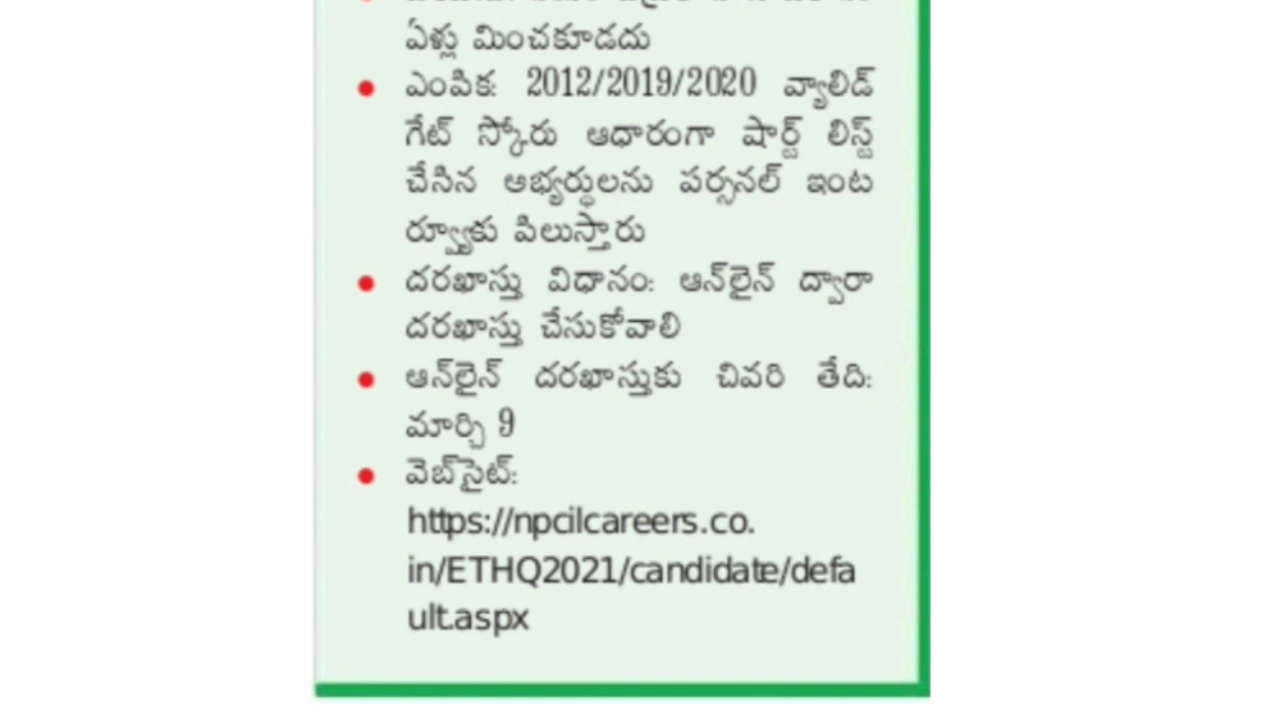 ఏళ్లు మించకూడదు
ఎంపిక: 2012/2019/2020 వ్యాలిడ్
గేట్ స్కోరు ఆధారంగా షార్ట్ లిస్ట్
చేసిన అభ్యర్థులను పర్సనల్ ఇంట
ర్వ్యూకు పిలుస్తారు
దరఖాస్తు విధానం: ఆన్‌లైన్ ద్వారా
దరఖాస్తు చేసుకోవాలి
ఆన్‌లైన్ దరఖాస్తుకు చివరి తేది:
మార్చి 9
వెబ్‌సైట్:
https://npcilcareers.co.
in/ETHQ2021/candidate/defa
ult.aspx